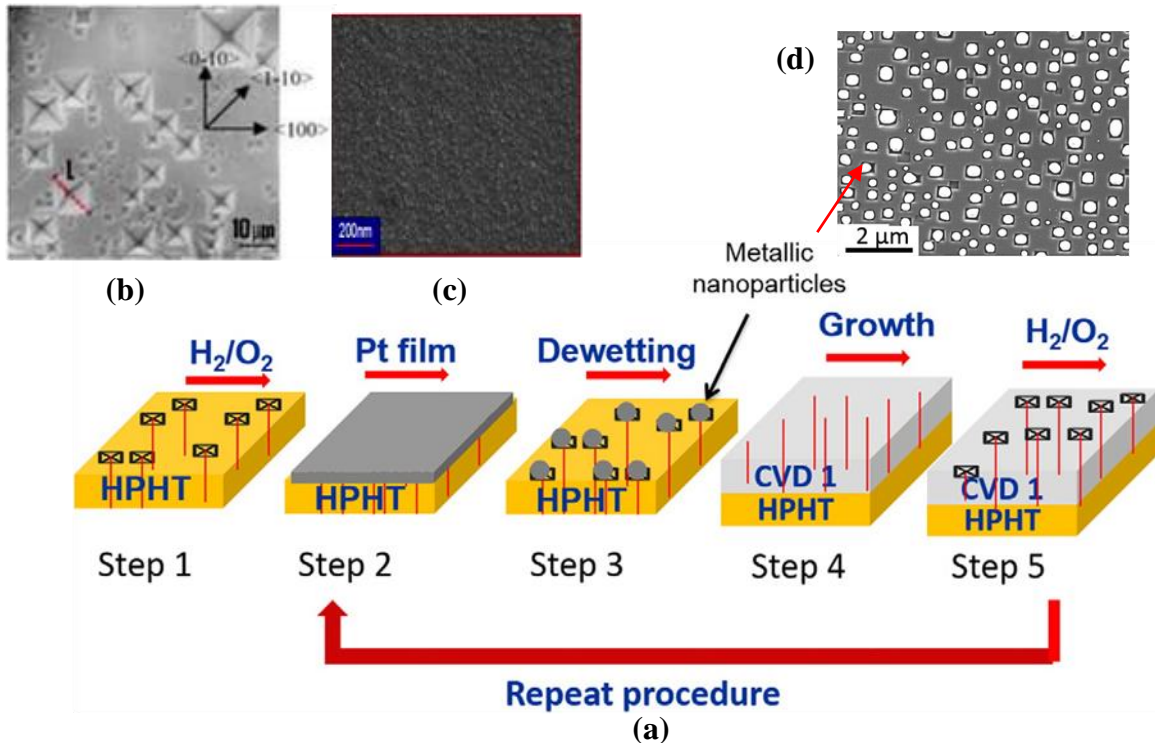 (d)
<0-10>
<1-10>
<100>
L
10 µm
200nm
2 µm
(b)
(c)
Metallic
nanoparticles
H₂/O₂
Pt film
Dewetting
Growth
H₂/O₂
HPHT
HPHT
HPHT
CVD 1
HPHT
CVD 1
HPHT
Step 1
Step 2
Step 3
Step 4
Step 5
Repeat procedure
(a)